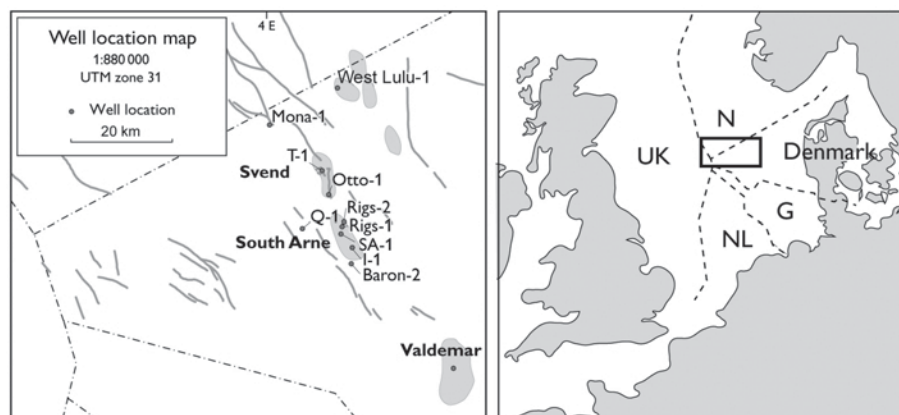 4 E
Well location map
1:880 000
UTM zone 31
Well location
20 km
West Lulu-1
Mona-1
T-1
Svend
Otto-1
Rigs-2
Q-1
Rigs-1
South Arne
SA-1
I-1
Baron-2
Valdemar
N
UK
Denmark
G
NL